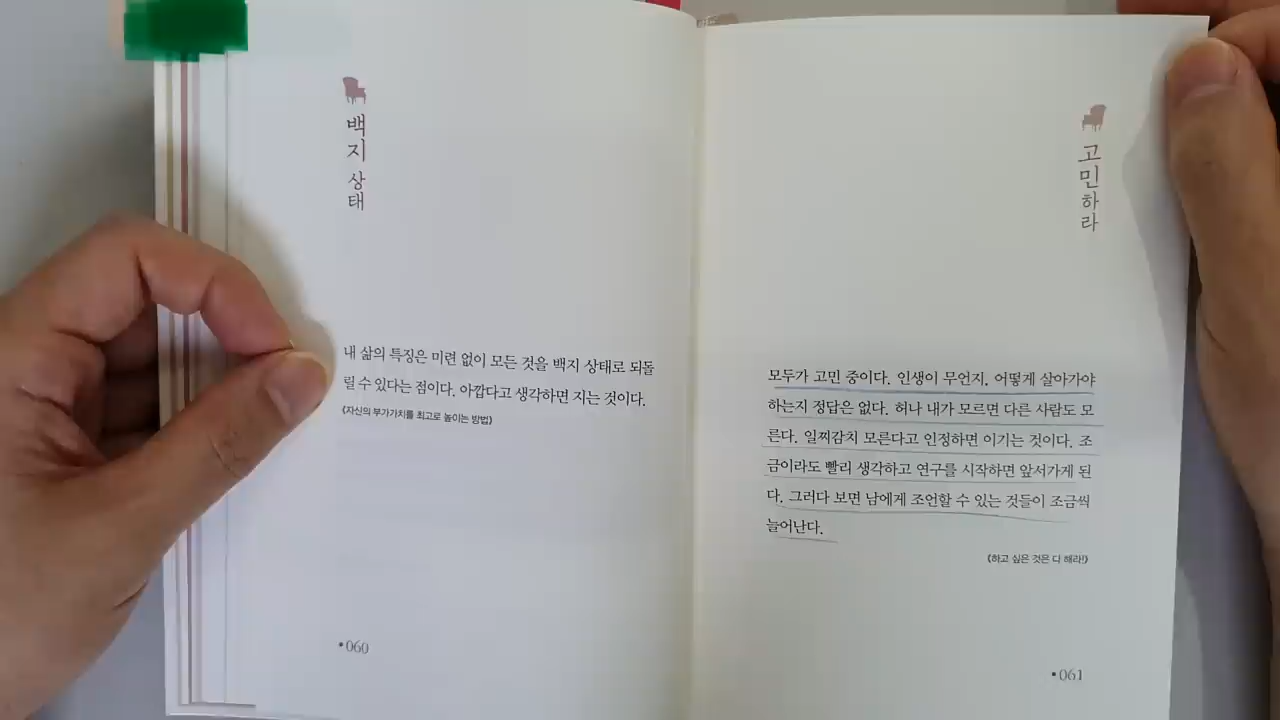 백지 상태
내 삶의 특징은 미련 없이 모든 것을 백지 상태로 되돌
릴 수 있다는 점이다. 아깝다고 생각하면 지는 것이다.
《자신의 부가가치를 최고로 높이는 방법》
•060
고민하라
모두가 고민 중이다. 인생이 무언지, 어떻게 살아가야
하는지 정답은 없다. 허나 내가 모르면 다른 사람도 모
른다. 일찌감치 모른다고 인정하면 이기는 것이다. 조
금이라도 빨리 생각하고 연구를 시작하면 앞서가게 된
다. 그러다 보면 남에게 조언할 수 있는 것들이 조금씩
늘어난다.
《하고 싶은 것은 다 해라!》
•061